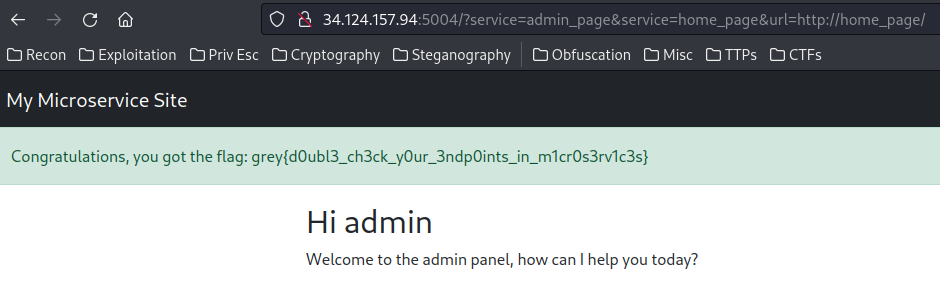 34.124.157.94:5004/?service=admin_page&service=home_page&url=http://home_page/
Recon Exploitation Priv Esc Cryptography Steganography Obfuscation Misc TTPs CTFs
My Microservice Site
Congratulations, you got the flag: grey{d0ubl3_ch3ck_y0ur_3ndp0ints_in_m1cr0s3rv1c3s}
Hi admin
Welcome to the admin panel, how can I help you today?